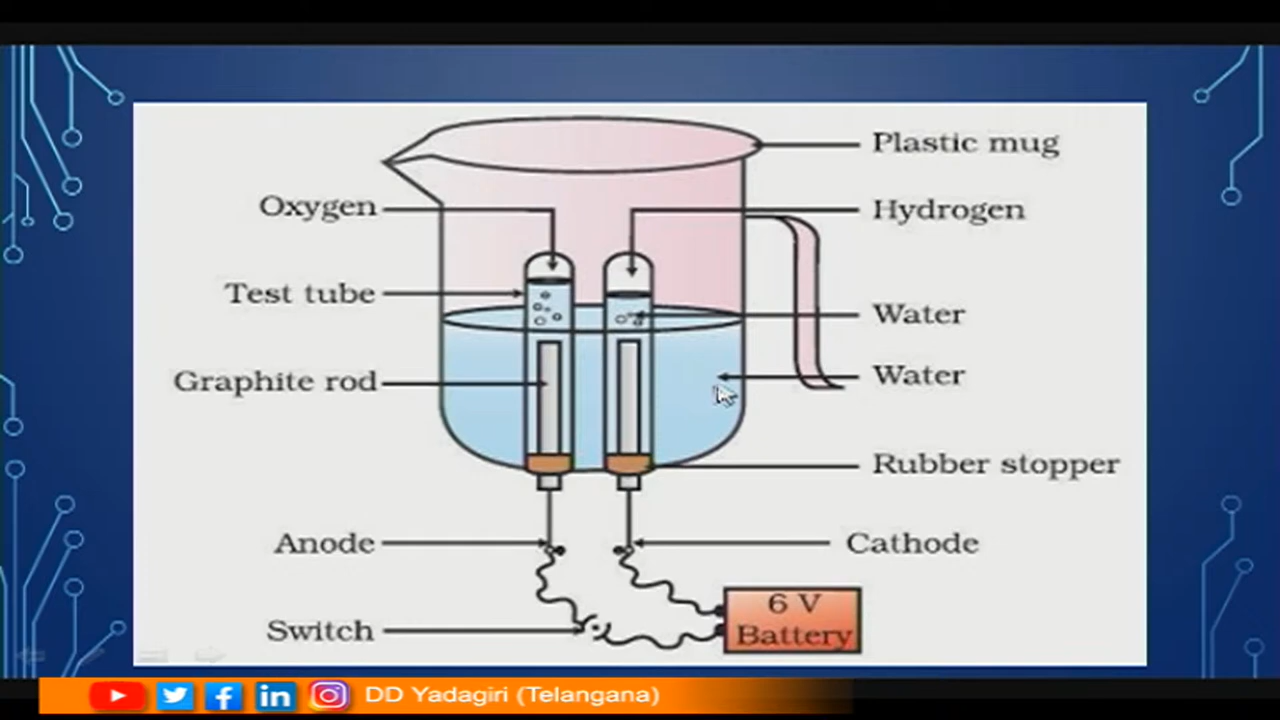 Plastic mug
Oxygen
Hydrogen
Test tube
Water
Graphite rod
Water
Rubber stopper
Anode
Cathode
6 V
Battery
Switch
DD Yadagiri (Telangana)